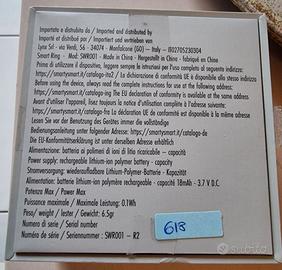 Importato e distribuito da / Imported and distributed by
Importé et distribué par / Importiert und vertrieben von
Lynx Srl - via Verdi, 56 - 34074 - Monfalcone (GO) - Italy - IT02705230304
Smart Ring - Mod: SWR001 - Made in China - Hergestellt in China - Fabriqué en Chine
Prima di utilizzare il dispositivo, leggere sempre le istruzioni per l'uso complete al seguente indirizzo:
https://smartysmart.it/catalogo-ita2 La dichiarazione di conformità UE è disponibile allo stesso indirizzo
Before using the device, always read the complete instructions for use at the following address:
https://smartysmart.it/catalogo-ing The EU declaration of conformity is available at the same address
Avant d'utiliser l'appareil, lisez toujours la notice d'utilisation complète à l'adresse suivante:
https://smartysmart.it/catalogo-fra La déclaration UE de conformité est disponible à la même adresse
Lesen Sie vor der Benutzung des Gerätes immer die vollständige
Bedienungsanleitung unter folgender Adresse: https://smartysmart.it/catalogo-de
Die EU-Konformitätserklärung ist unter derselben Adresse erhältlich
Alimentazione: batteria ai polimeri di ioni di litio ricaricabile - capacità
Power supply: rechargeable lithium-ion polymer battery - capacity
Stromversorgung: wiederaufladbare Lithium-Polymer-Batterie - Kapazität
Alimentation: batterie lithium-ion polymère rechargeable - capacité 18mAh - 3.7 V D.C.
Potenza Max / Power Max
Puissance maximale / Maximale Leistung: 0.1Wh
Peso/ weight / Lester / Gewicht: 6.5gr
Numero di serie / Serial number
Numéro de série / Seriennummer: SWR001 - R2
618
subito